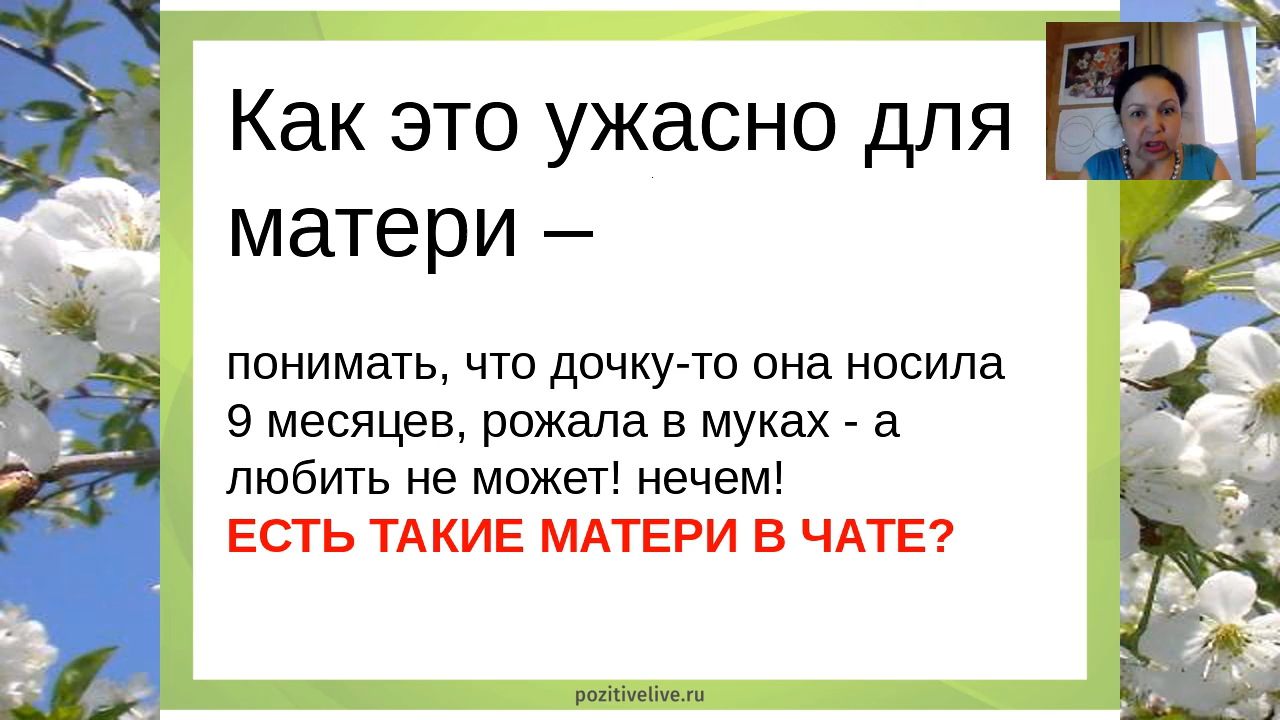 Как это ужасно для
матери –
понимать, что дочку-то она носила
9 месяцев, рожала в муках - а
любить не может! нечем!
ЕСТЬ ТАКИЕ МАТЕРИ В ЧАТЕ?
pozitivelive.ru